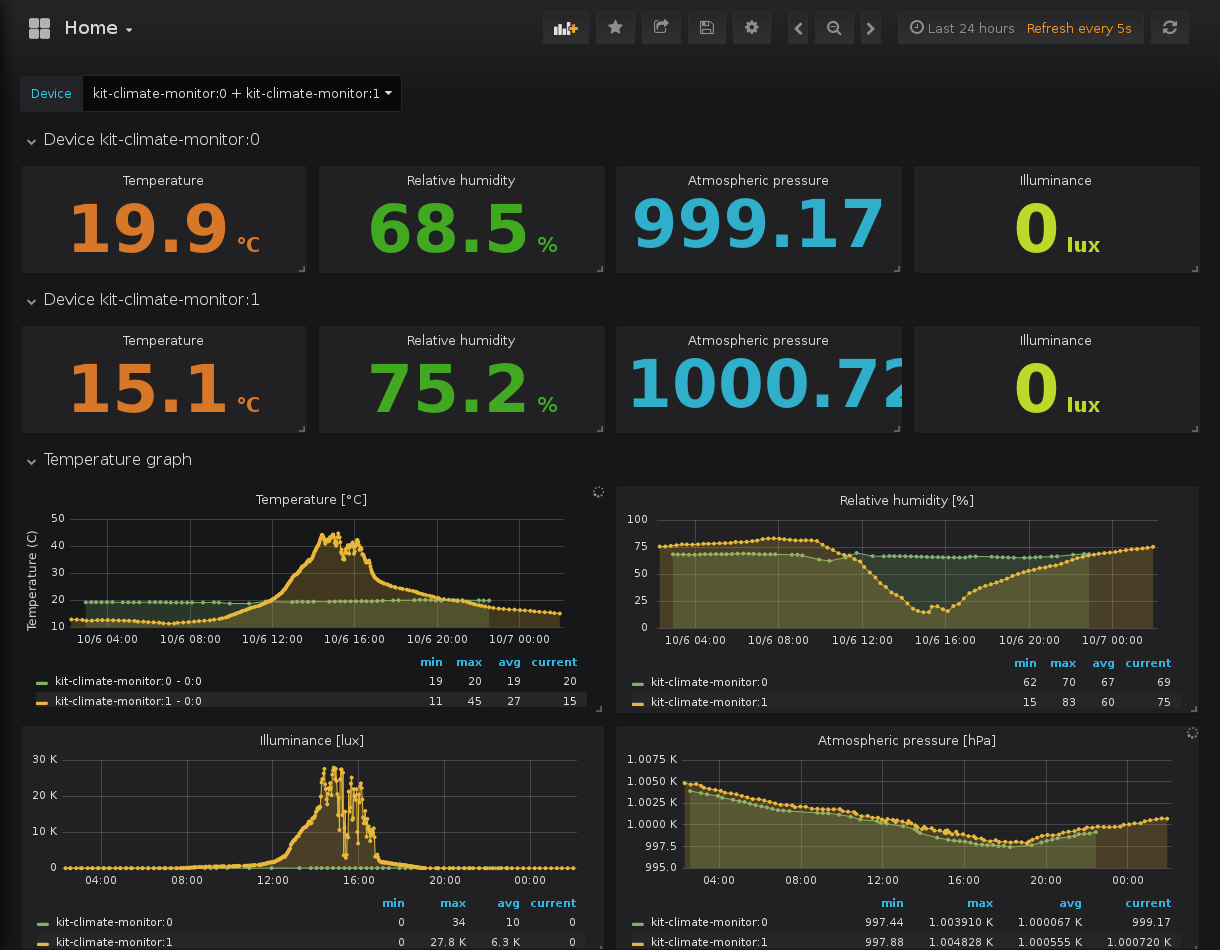 Home
Last 24 hours Refresh every 5s
Device kit-climate-monitor:0 + kit-climate-monitor:1
Device kit-climate-monitor:0
Temperature Relative humidity Atmospheric pressure Illuminance
19.9 °C 68.5 % 999.17 0 lux
Device kit-climate-monitor:1
Temperature Relative humidity Atmospheric pressure Illuminance
15.1 °C 75.2 % 1000.72 0 lux
Temperature graph
Temperature [°C]
Temperature (C)
50
40
30
20
10
10/6 04:00 10/6 08:00 10/6 12:00 10/6 16:00 10/6 20:00 10/7 00:00
min max avg current
kit-climate-monitor:0 - 0:0 19 20 19 20
kit-climate-monitor:1 - 0:0 11 45 27 15
Relative humidity [%]
100
75
50
25
0
10/6 04:00 10/6 08:00 10/6 12:00 10/6 16:00 10/6 20:00 10/7 00:00
min max avg current
kit-climate-monitor:0 62 70 67 69
kit-climate-monitor:1 15 83 60 75
Illuminance [lux]
30 K
20 K
10 K
0
04:00 08:00 12:00 16:00 20:00 00:00
min max avg current
kit-climate-monitor:0 0 34 10 0
kit-climate-monitor:1 0 27.8 K 6.3 K 0
Atmospheric pressure [hPa]
1.0075 K
1.0050 K
1.0025 K
1.0000 K
997.5
995.0
04:00 08:00 12:00 16:00 20:00 00:00
min max avg current
kit-climate-monitor:0 997.44 1.003910 K 1.000067 K 999.17
kit-climate-monitor:1 997.88 1.004828 K 1.000555 K 1.000720 K